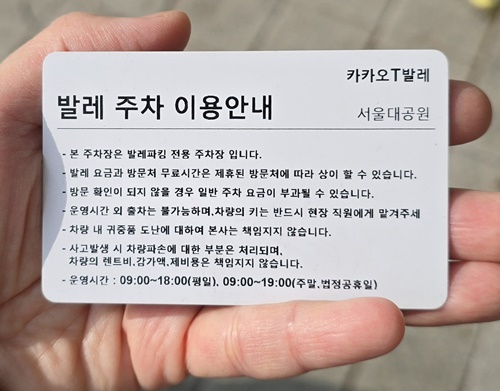 카카오T발레
발레 주차 이용안내
서울대공원
- 본 주차장은 발레파킹 전용 주차장 입니다.
- 발레 요금과 방문처 무료시간은 제휴된 방문처에 따라 상이 할 수 있습니다.
- 방문 확인이 되지 않을 경우 일반 주차 요금이 부과될 수 있습니다.
- 운영시간 외 출차는 불가능하며,차량의 키는 반드시 현장 직원에게 맡겨주세
- 차량 내 귀중품 도난에 대하여 본사는 책임지지 않습니다.
- 사고발생 시 차량파손에 대한 부분은 처리되며,
차량의 렌트비,감가액,제비용은 책임지지 않습니다.
- 운영시간 : 09:00~18:00(평일), 09:00~19:00(주말,법정공휴일)